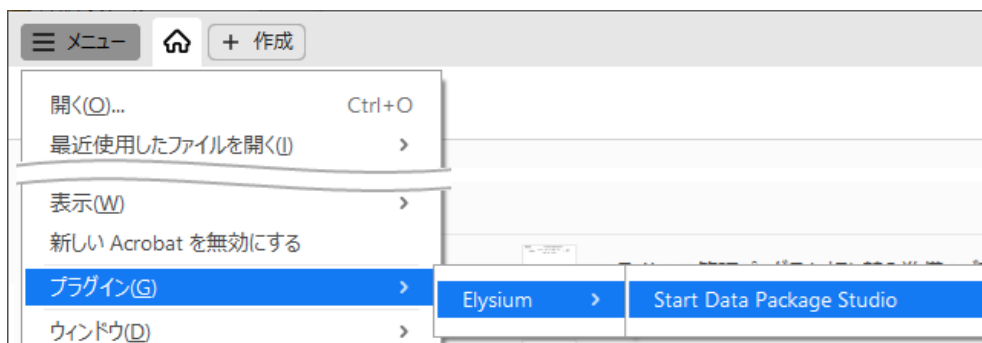 メニュー
+ 作成
開く(O)... Ctrl+O
最近使用したファイルを開く(I)
表示(W)
新しい Acrobat を無効にする
プラグイン(G)
Elysium
Start Data Package Studio
ウィンドウ(D)